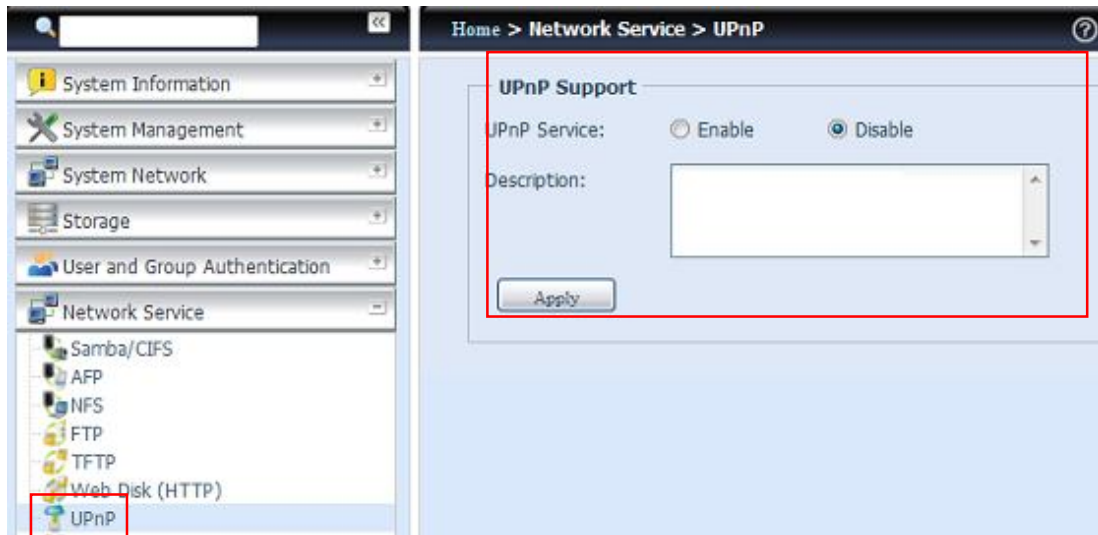 Home > Network Service > UPnP
System Information
System Management
System Network
Storage
User and Group Authentication
Network Service
Samba/CIFS
AFP
NFS
FTP
TFTP
Web Disk (HTTP)
UPnP
UPnP Support
UPnP Service: Enable Disable
Description:
Apply